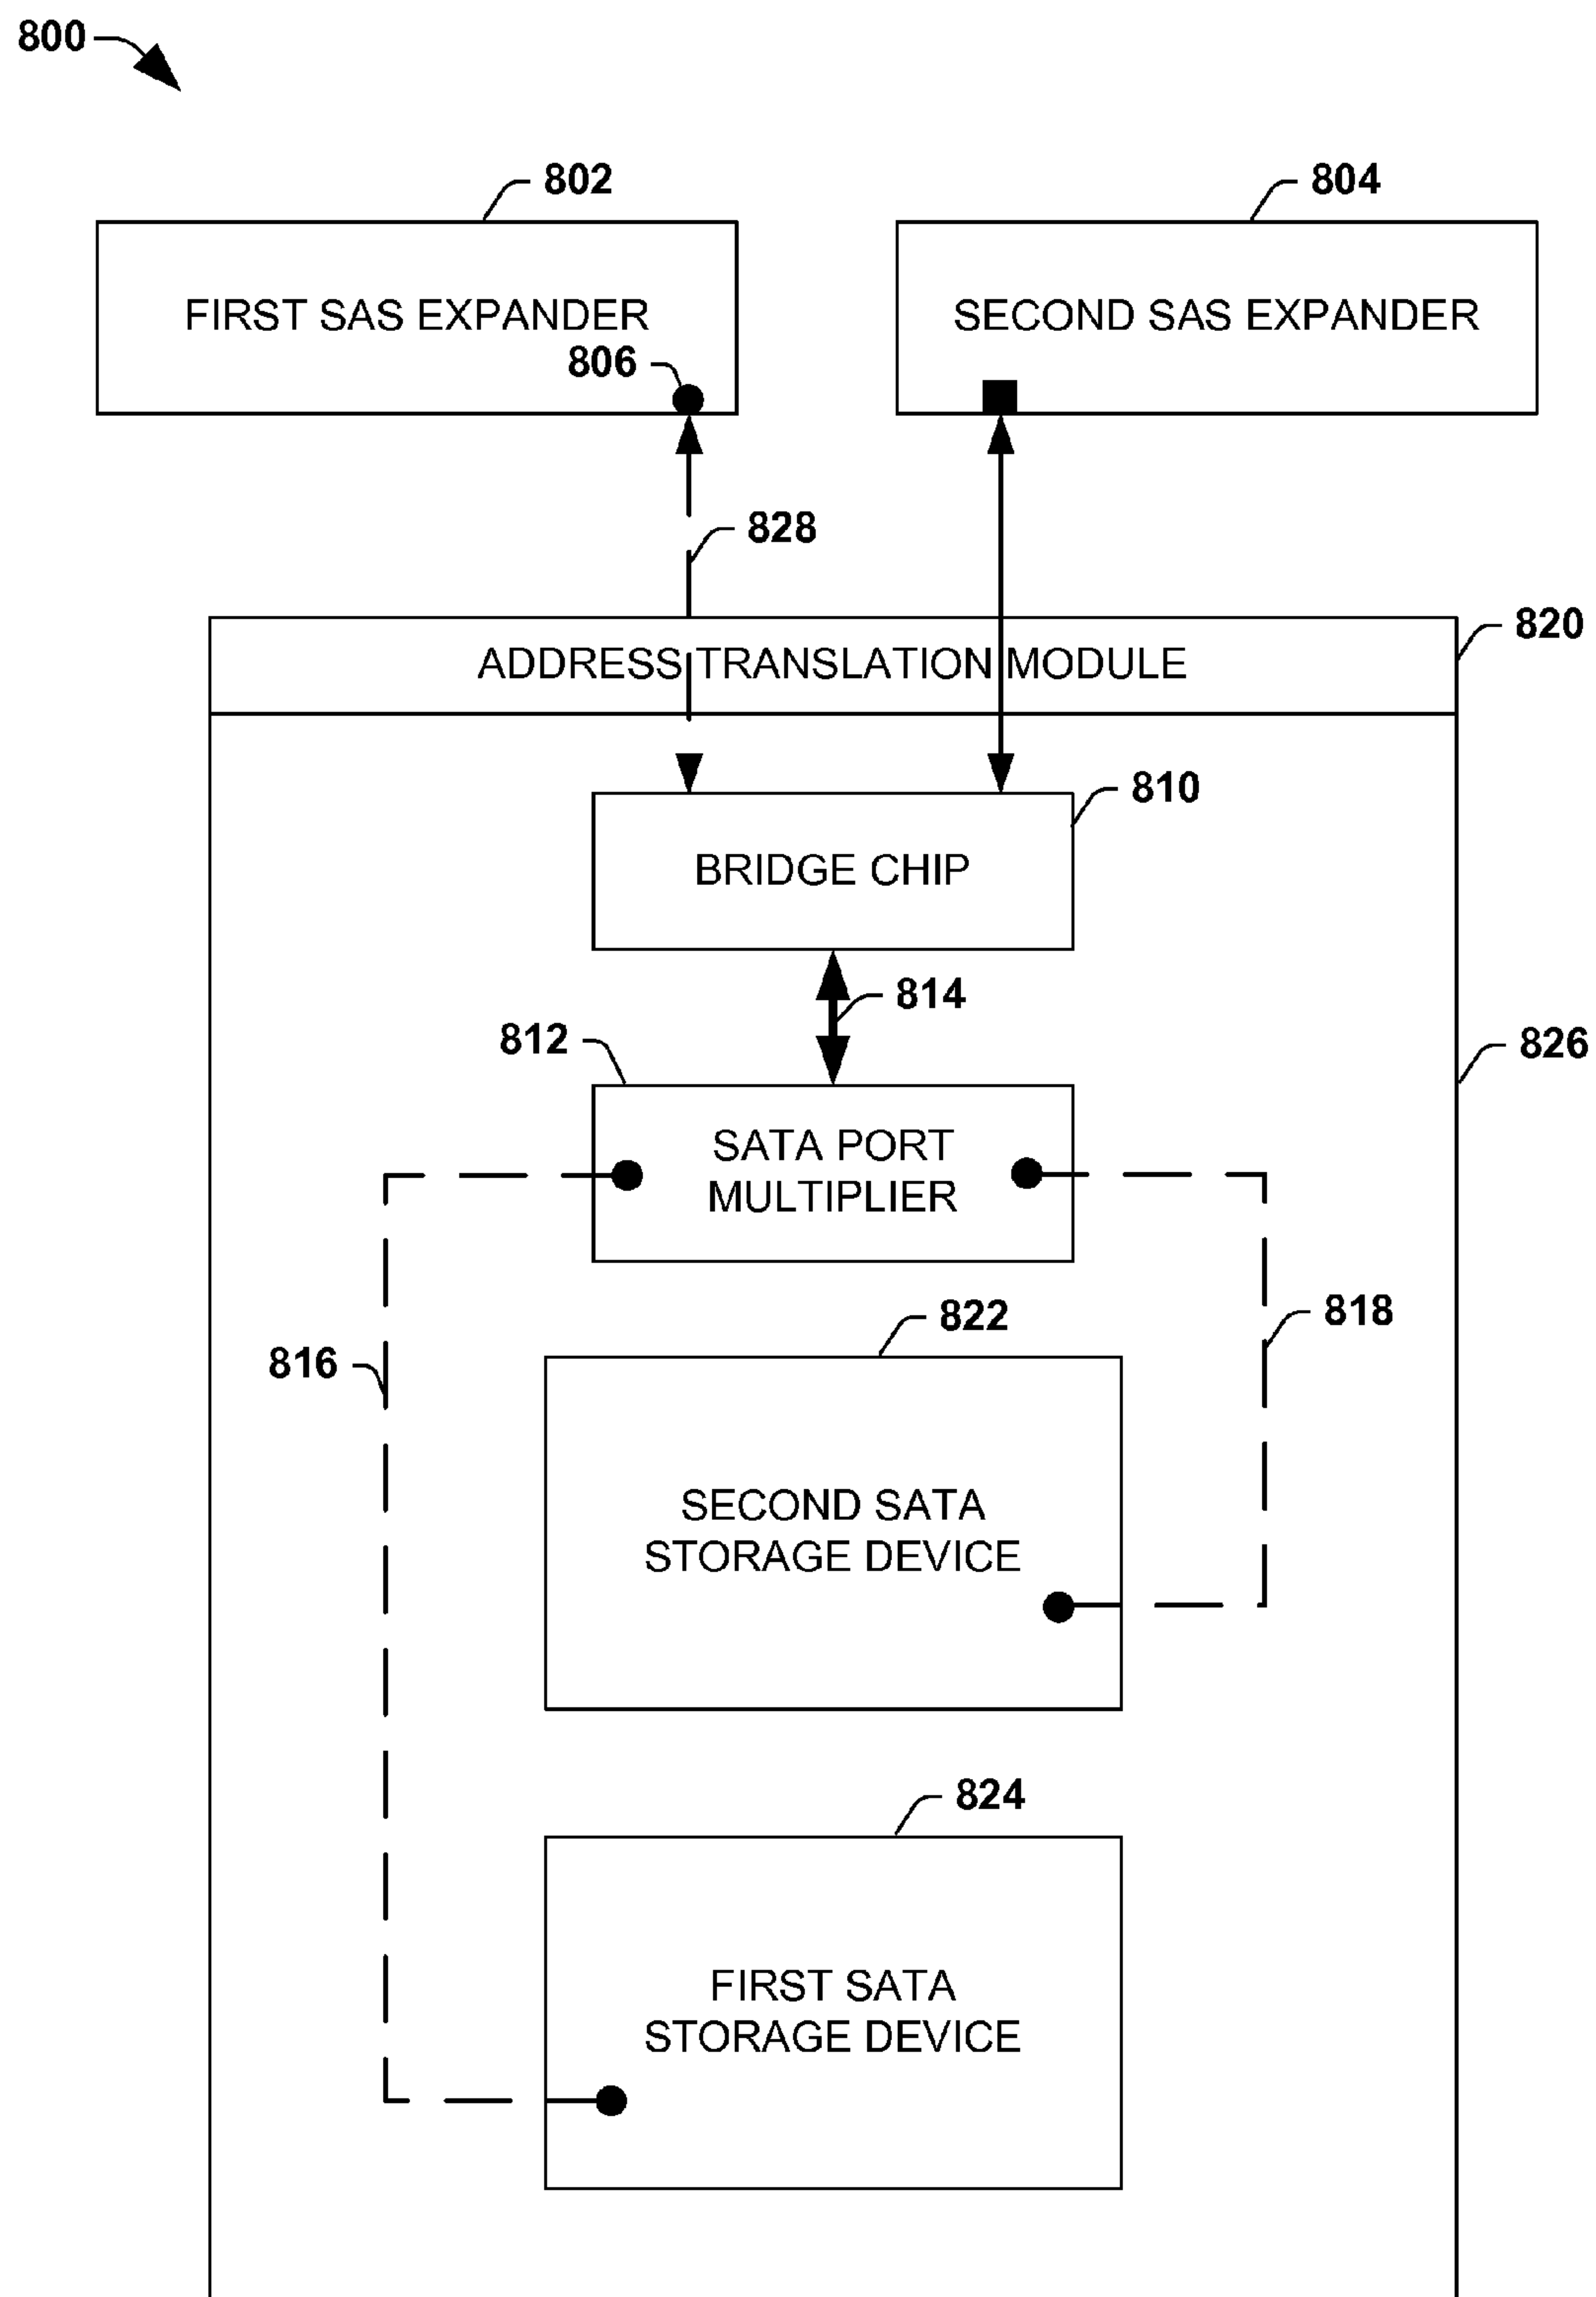 800
802
804
FIRST SAS EXPANDER
SECOND SAS EXPANDER
806
828
820
ADDRESS TRANSLATION MODULE
810
BRIDGE CHIP
814
812
826
SATA PORT
MULTIPLIER
822
818
816
SECOND SATA
STORAGE DEVICE
824
FIRST SATA
STORAGE DEVICE